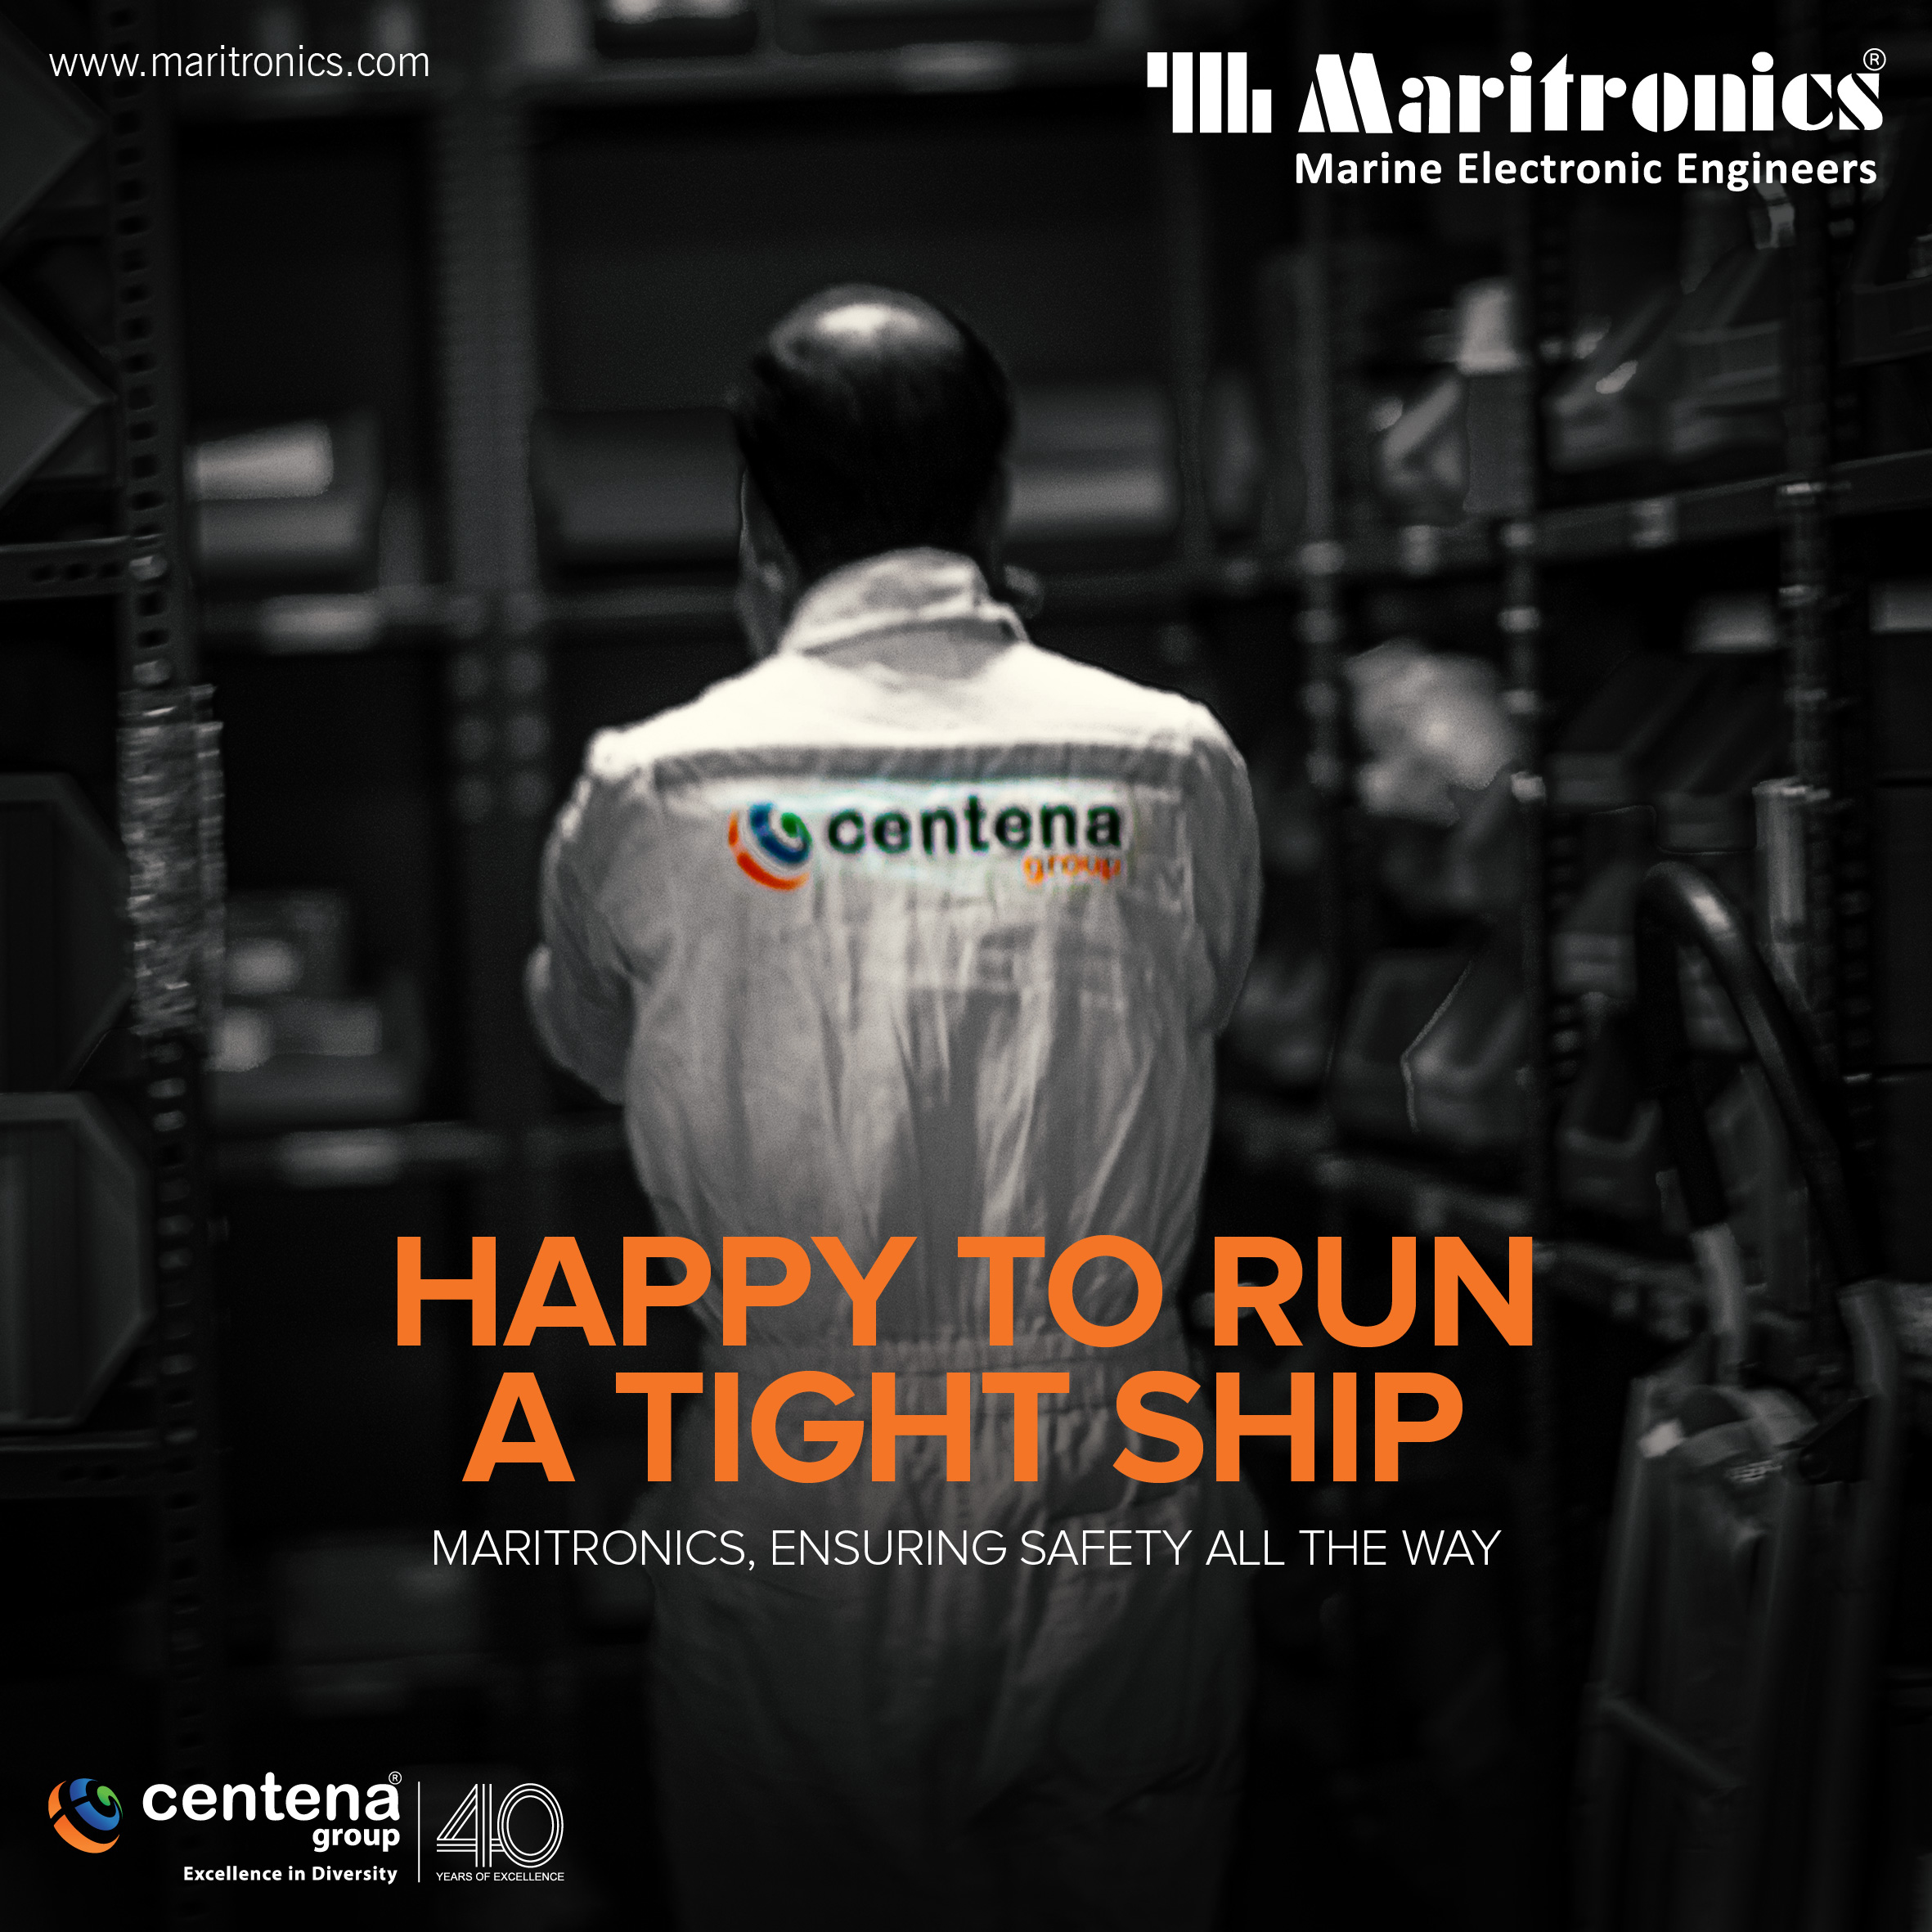 www.maritronics.com
Maritronics®
Marine Electronic Engineers
centena
group
HAPPY TO RUN
A TIGHT SHIP
MARITRONICS, ENSURING SAFETY ALL THE WAY
centena®
group
Excellence in Diversity
40
YEARS OF EXCELLENCE